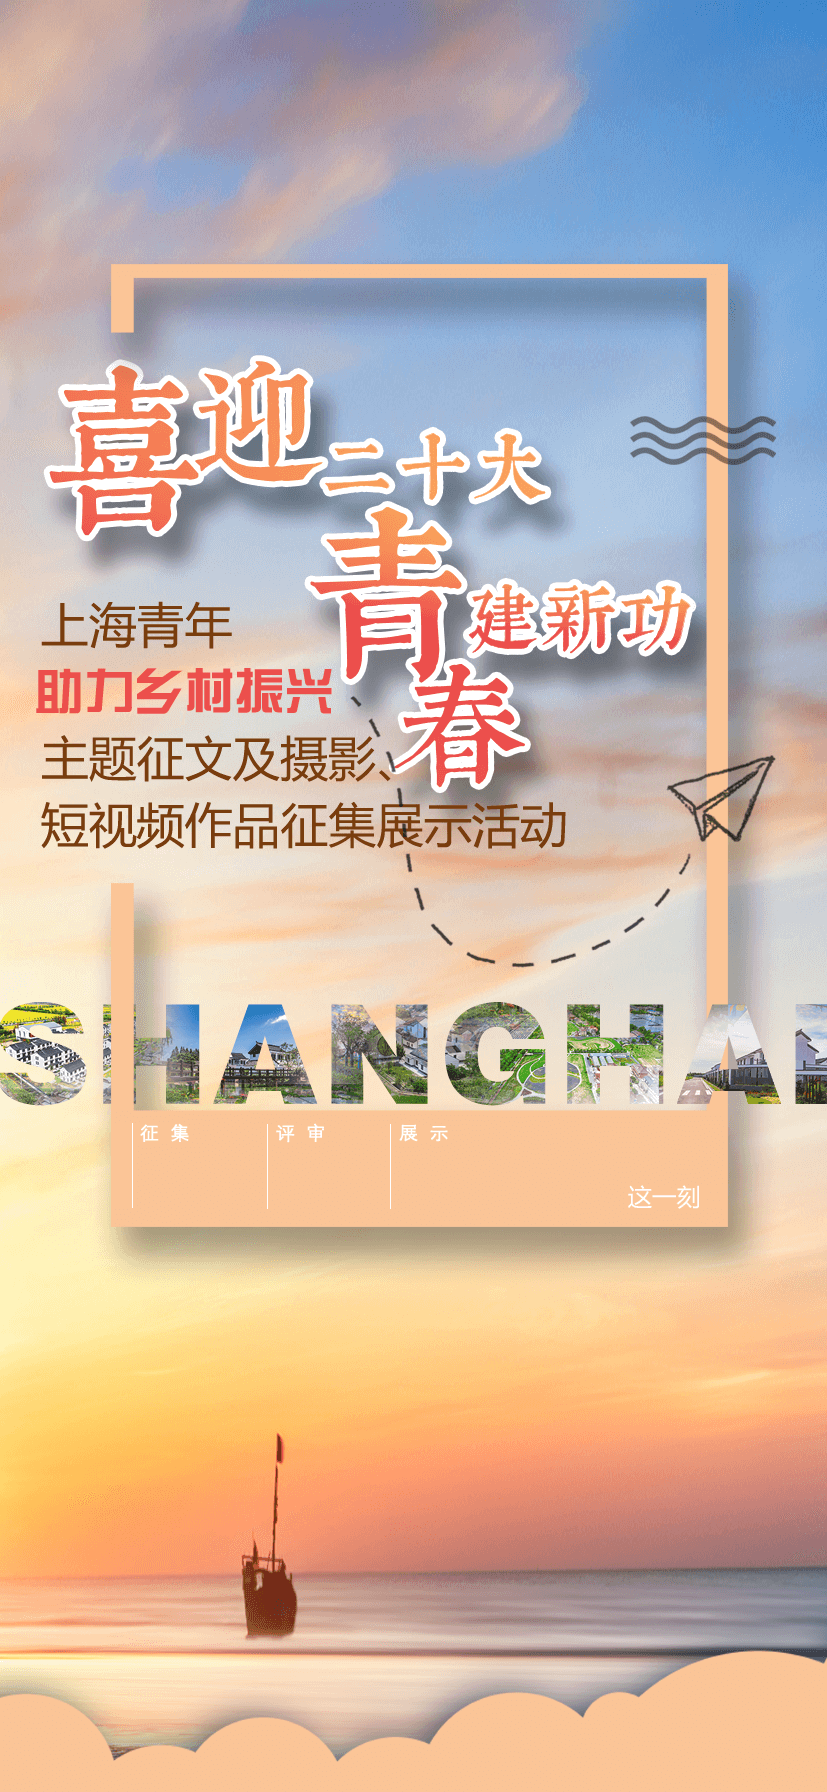 喜迎二十大
青春建新功
上海青年
助力乡村振兴
主题征文及摄影、
短视频作品征集展示活动
SHANGHAI
征集 评审 展示
这一刻